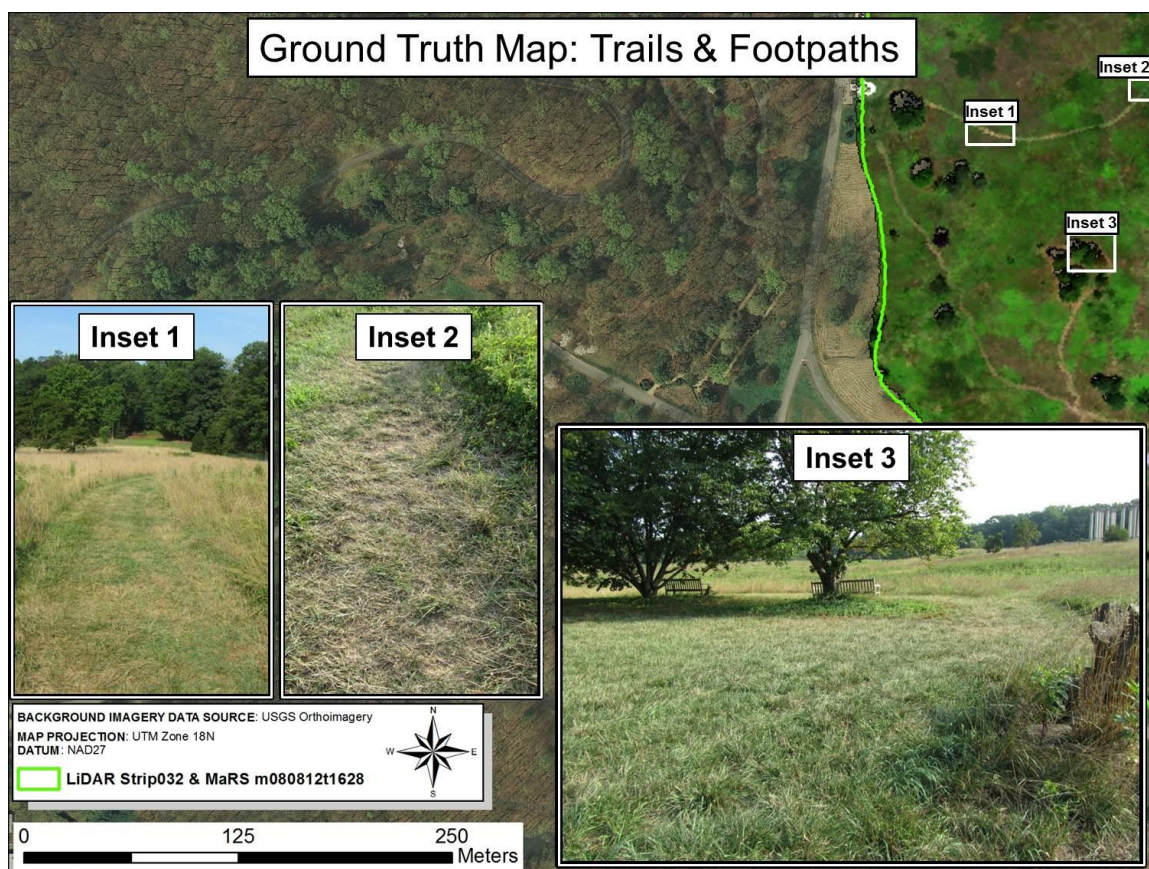 Ground Truth Map: Trails & Footpaths
Inset 2
Inset 1
Inset 3
Inset 1
Inset 2
Inset 3
BACKGROUND IMAGERY DATA SOURCE: USGS Orthoimagery
MAP PROJECTION: UTM Zone 18N
DATUM: NAD27
N
W E
S
LiDAR Strip032 & MaRS m080812t1628
0 125 250
Meters